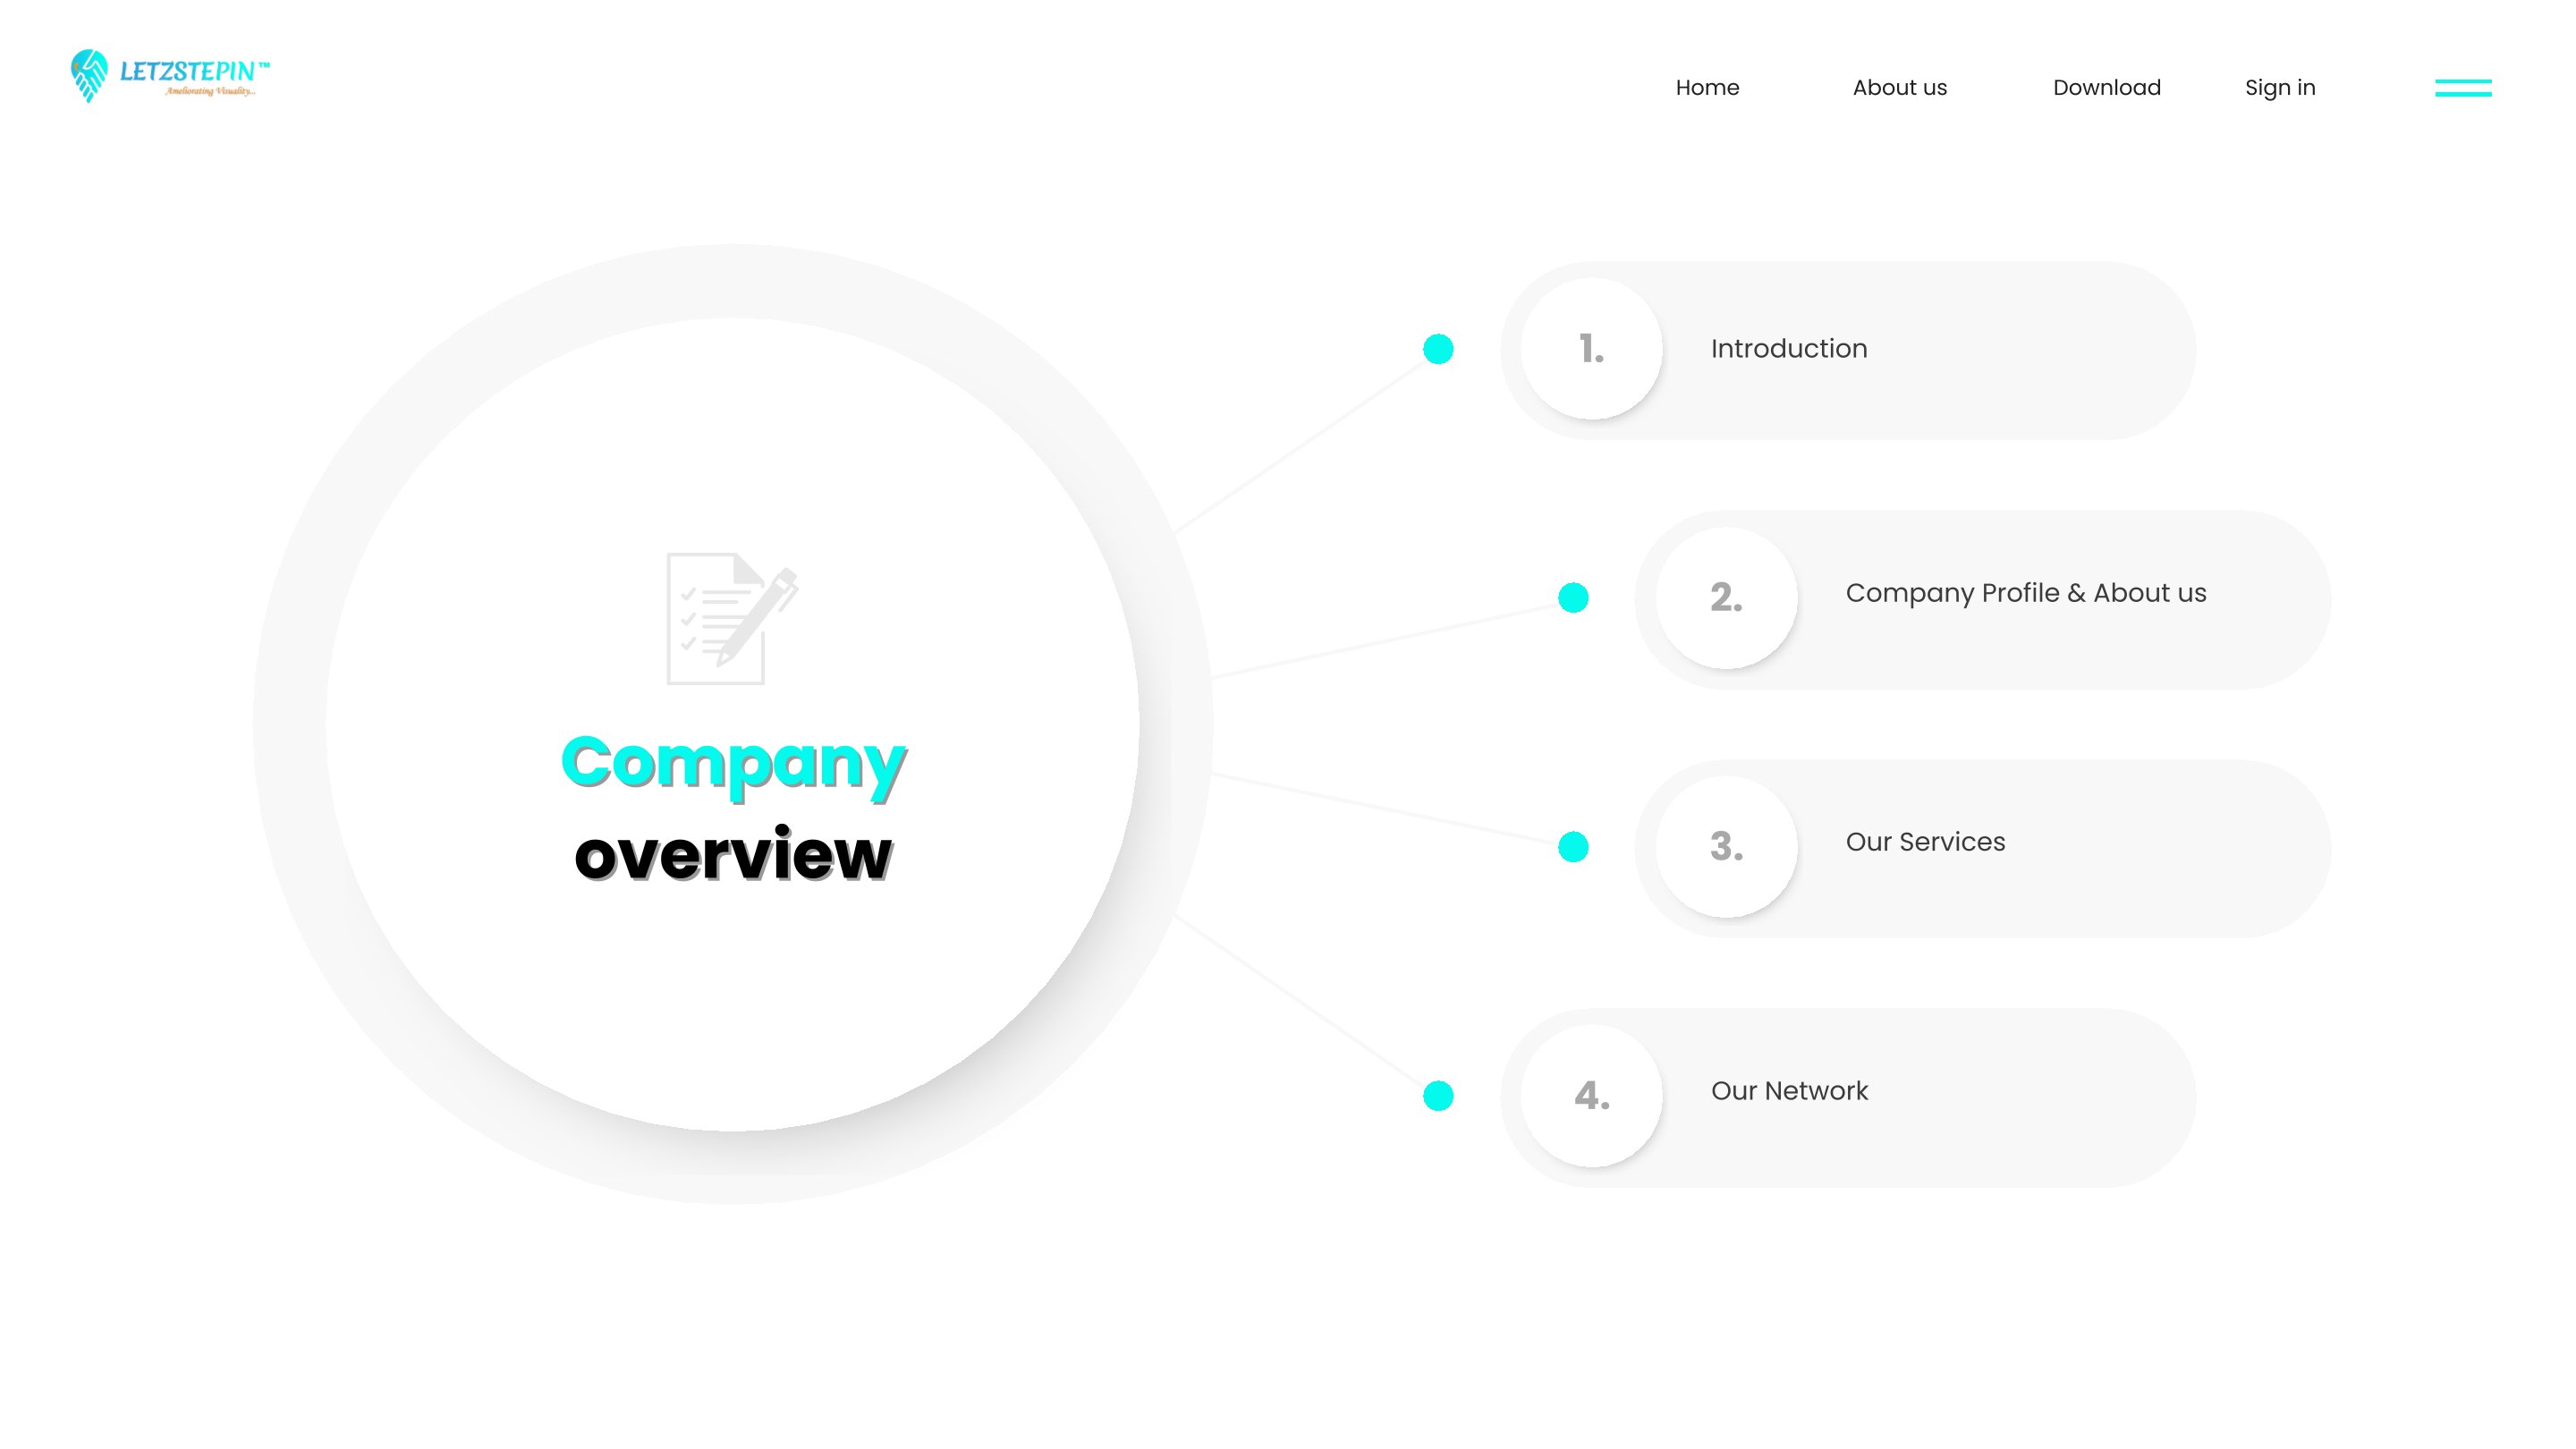 LETZSTEPIN™
Ameliorating Visuality...
Home
About us
Download
Sign in
Company
overview
1.
Introduction
2.
Company Profile & About us
3.
Our Services
4.
Our Network